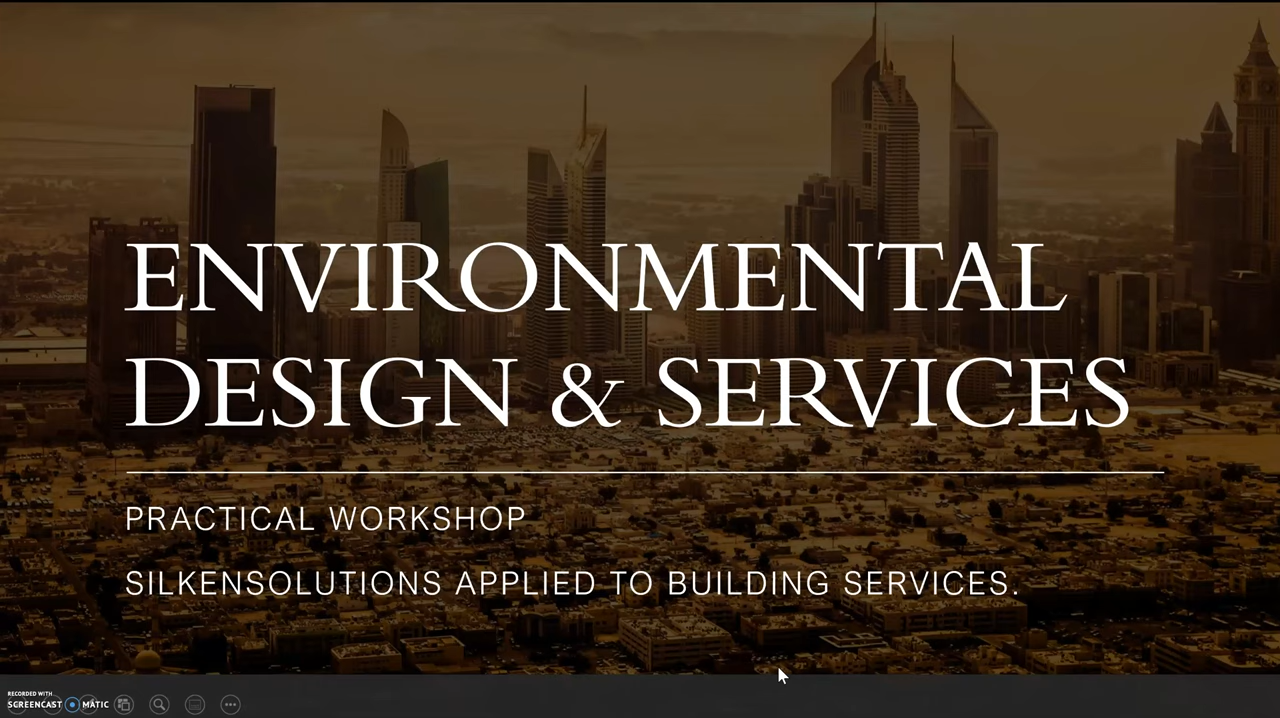 ENVIRONMENTAL
DESIGN & SERVICES
PRACTICAL WORKSHOP
SILKENSOLUTIONS APPLIED TO BUILDING SERVICES.
RECORDED WITH
SCREENCAST MATIC